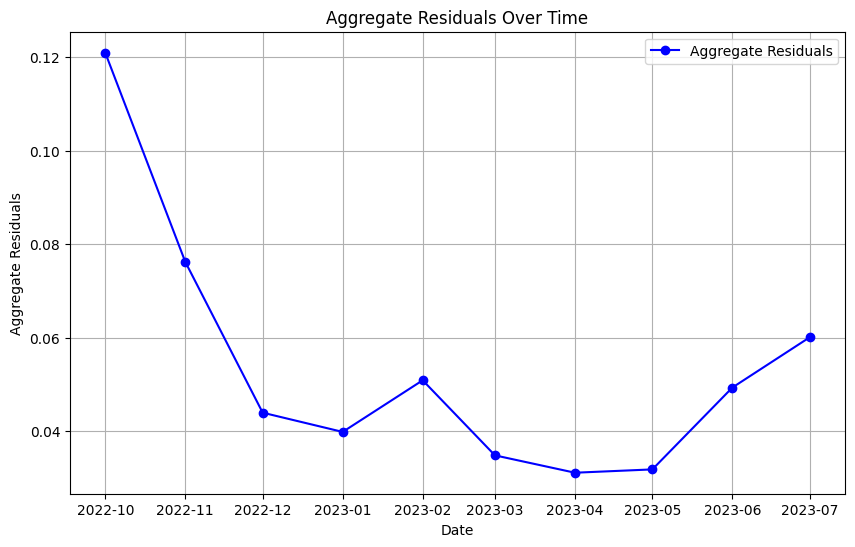 Aggregate Residuals Over Time
Aggregate Residuals
0.12
0.10
0.08
0.06
0.04
Aggregate Residuals
2022-10 2022-11 2022-12 2023-01 2023-02 2023-03 2023-04 2023-05 2023-06 2023-07
Date